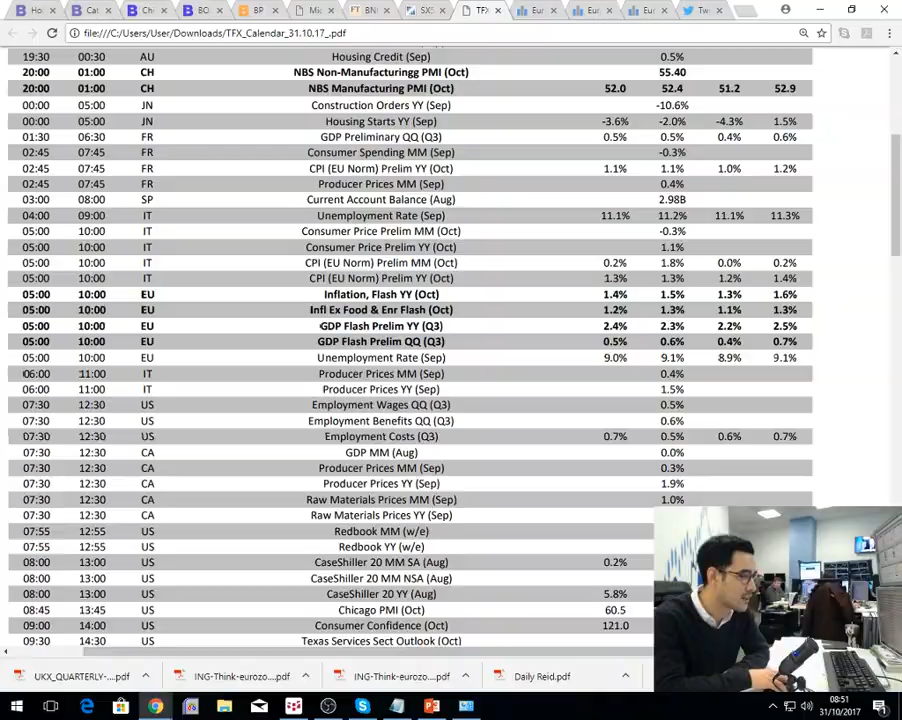 Ho
Cat
Ch
BO
BP
Mic
FT BN
SX5
TFX
Eur
Eur
Eur
Tw
file:///C:/Users/User/Downloads/TFX_Calendar_31.10.17_.pdf
19:30 00:30 AU Housing Credit (Sep) 0.5%
20:00 01:00 CH NBS Non-Manufacturingg PMI (Oct) 55.40
20:00 01:00 CH NBS Manufacturing PMI (Oct) 52.0 52.4 51.2 52.9
00:00 05:00 JN Construction Orders YY (Sep) -10.6%
00:00 05:00 JN Housing Starts YY (Sep) -3.6% -2.0% -4.3% 1.5%
01:30 06:30 FR GDP Preliminary QQ (Q3) 0.5% 0.5% 0.4% 0.6%
02:45 07:45 FR Consumer Spending MM (Oct) -0.3%
02:45 07:45 FR CPI (EU Norm) Prelim YY (Oct) 1.1% 1.1% 1.0% 1.2%
02:45 07:45 FR Producer Prices MM (Sep) 0.4%
03:00 08:00 SP Current Account Balance (Aug) 2.98B
04:00 09:00 IT Unemployment Rate (Sep) 11.1% 11.2% 11.1% 11.3%
05:00 10:00 IT Consumer Price Prelim MM (Oct) -0.3%
05:00 10:00 IT Consumer Price Prelim YY (Oct) 1.1%
05:00 10:00 IT CPI (EU Norm) Prelim MM (Oct) 0.2% 1.8% 0.0% 0.2%
05:00 10:00 IT CPI (EU Norm) Prelim YY (Oct) 1.3% 1.3% 1.2% 1.4%
05:00 10:00 EU Inflation, Flash YY (Oct) 1.4% 1.5% 1.3% 1.6%
05:00 10:00 EU Infl Ex Food & Enr Flash (Oct) 1.2% 1.3% 1.1% 1.3%
05:00 10:00 EU GDP Flash Prelim YY (Q3) 2.4% 2.3% 2.2% 2.5%
05:00 10:00 EU GDP Flash Prelim QQ (Q3) 0.5% 0.6% 0.4% 0.7%
05:00 10:00 EU Unemployment Rate (Sep) 9.0% 9.1% 8.9% 9.1%
06:00 11:00 IT Producer Prices MM (Sep) 0.4%
06:00 11:00 IT Producer Prices YY (Sep) 1.5%
07:30 12:30 US Employment Wages QQ (Q3) 0.5%
07:30 12:30 US Employment Benefits QQ (Q3) 0.6%
07:30 12:30 US Employment Costs (Q3) 0.7% 0.5% 0.6% 0.7%
07:30 12:30 CA GDP MM (Aug) 0.0%
07:30 12:30 CA Producer Prices MM (Sep) 0.3%
07:30 12:30 CA Producer Prices YY (Sep) 1.9%
07:30 12:30 CA Raw Materials Prices MM (Sep) 1.0%
07:30 12:30 CA Raw Materials Prices YY (Sep)
07:55 12:55 US Redbook MM (w/e)
07:55 12:55 US Redbook YY (w/e)
08:00 13:00 US CaseShiller 20 MM SA (Aug) 0.2%
08:00 13:00 US CaseShiller 20 MM NSA (Aug)
08:00 13:00 US CaseShiller 20 YY (Aug) 5.8%
08:45 13:45 US Chicago PMI (Oct) 60.5
09:00 14:00 US Consumer Confidence (Oct) 121.0
09:30 14:30 US Texas Services Sect Outlook (Oct)
UKX_QUARTERLY-....pdf
ING-Think-eurozo....pdf
ING-Think-eurozo....pdf
Daily Reid.pdf
08:51
31/10/2017